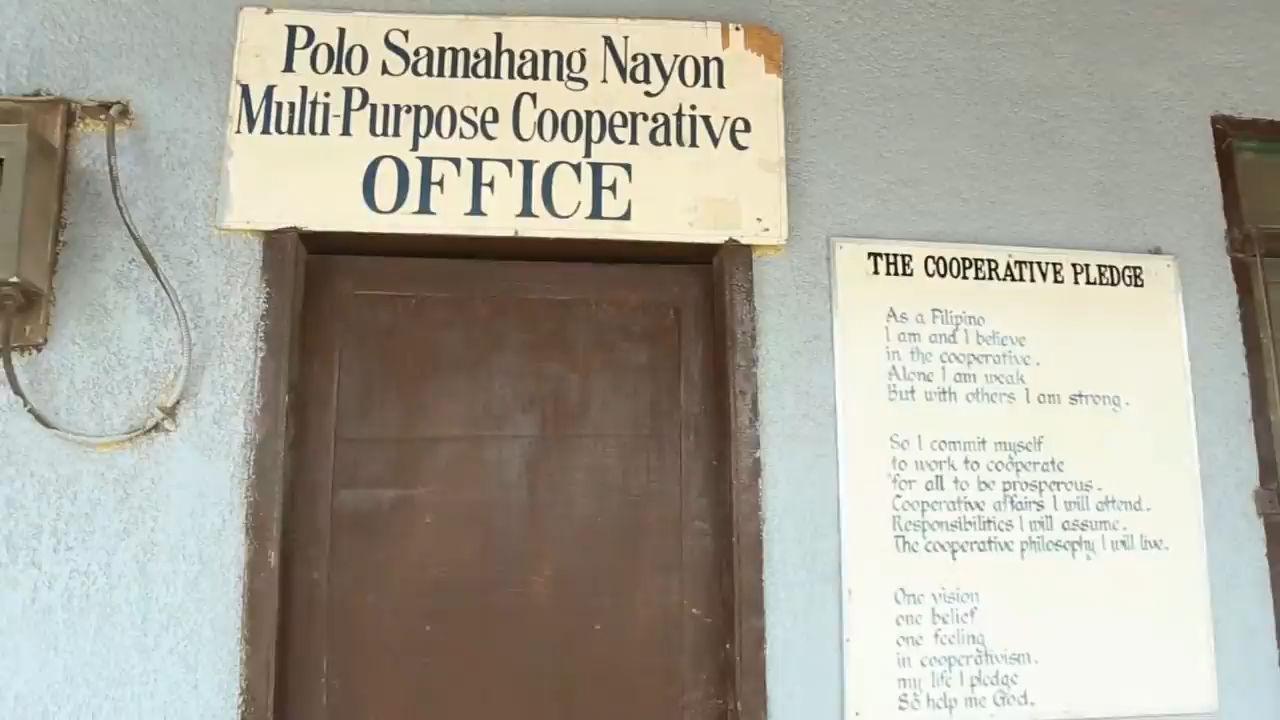 Polo Samahang Nayon
Multi-Purpose Cooperative
OFFICE
THE COOPERATIVE PLEDGE
As a Filipino
I am and I believe
in the cooperative.
Alone I am weak
But with others I am strong.
So I commit myself
to work to cooperate
for all to be prosperous.
Cooperative affairs I will attend.
Responsibilities I will assume.
The cooperative philosophy I will live.
One vision
one belief
one feeling
in cooperativism.
my life I pledge
So help me God.